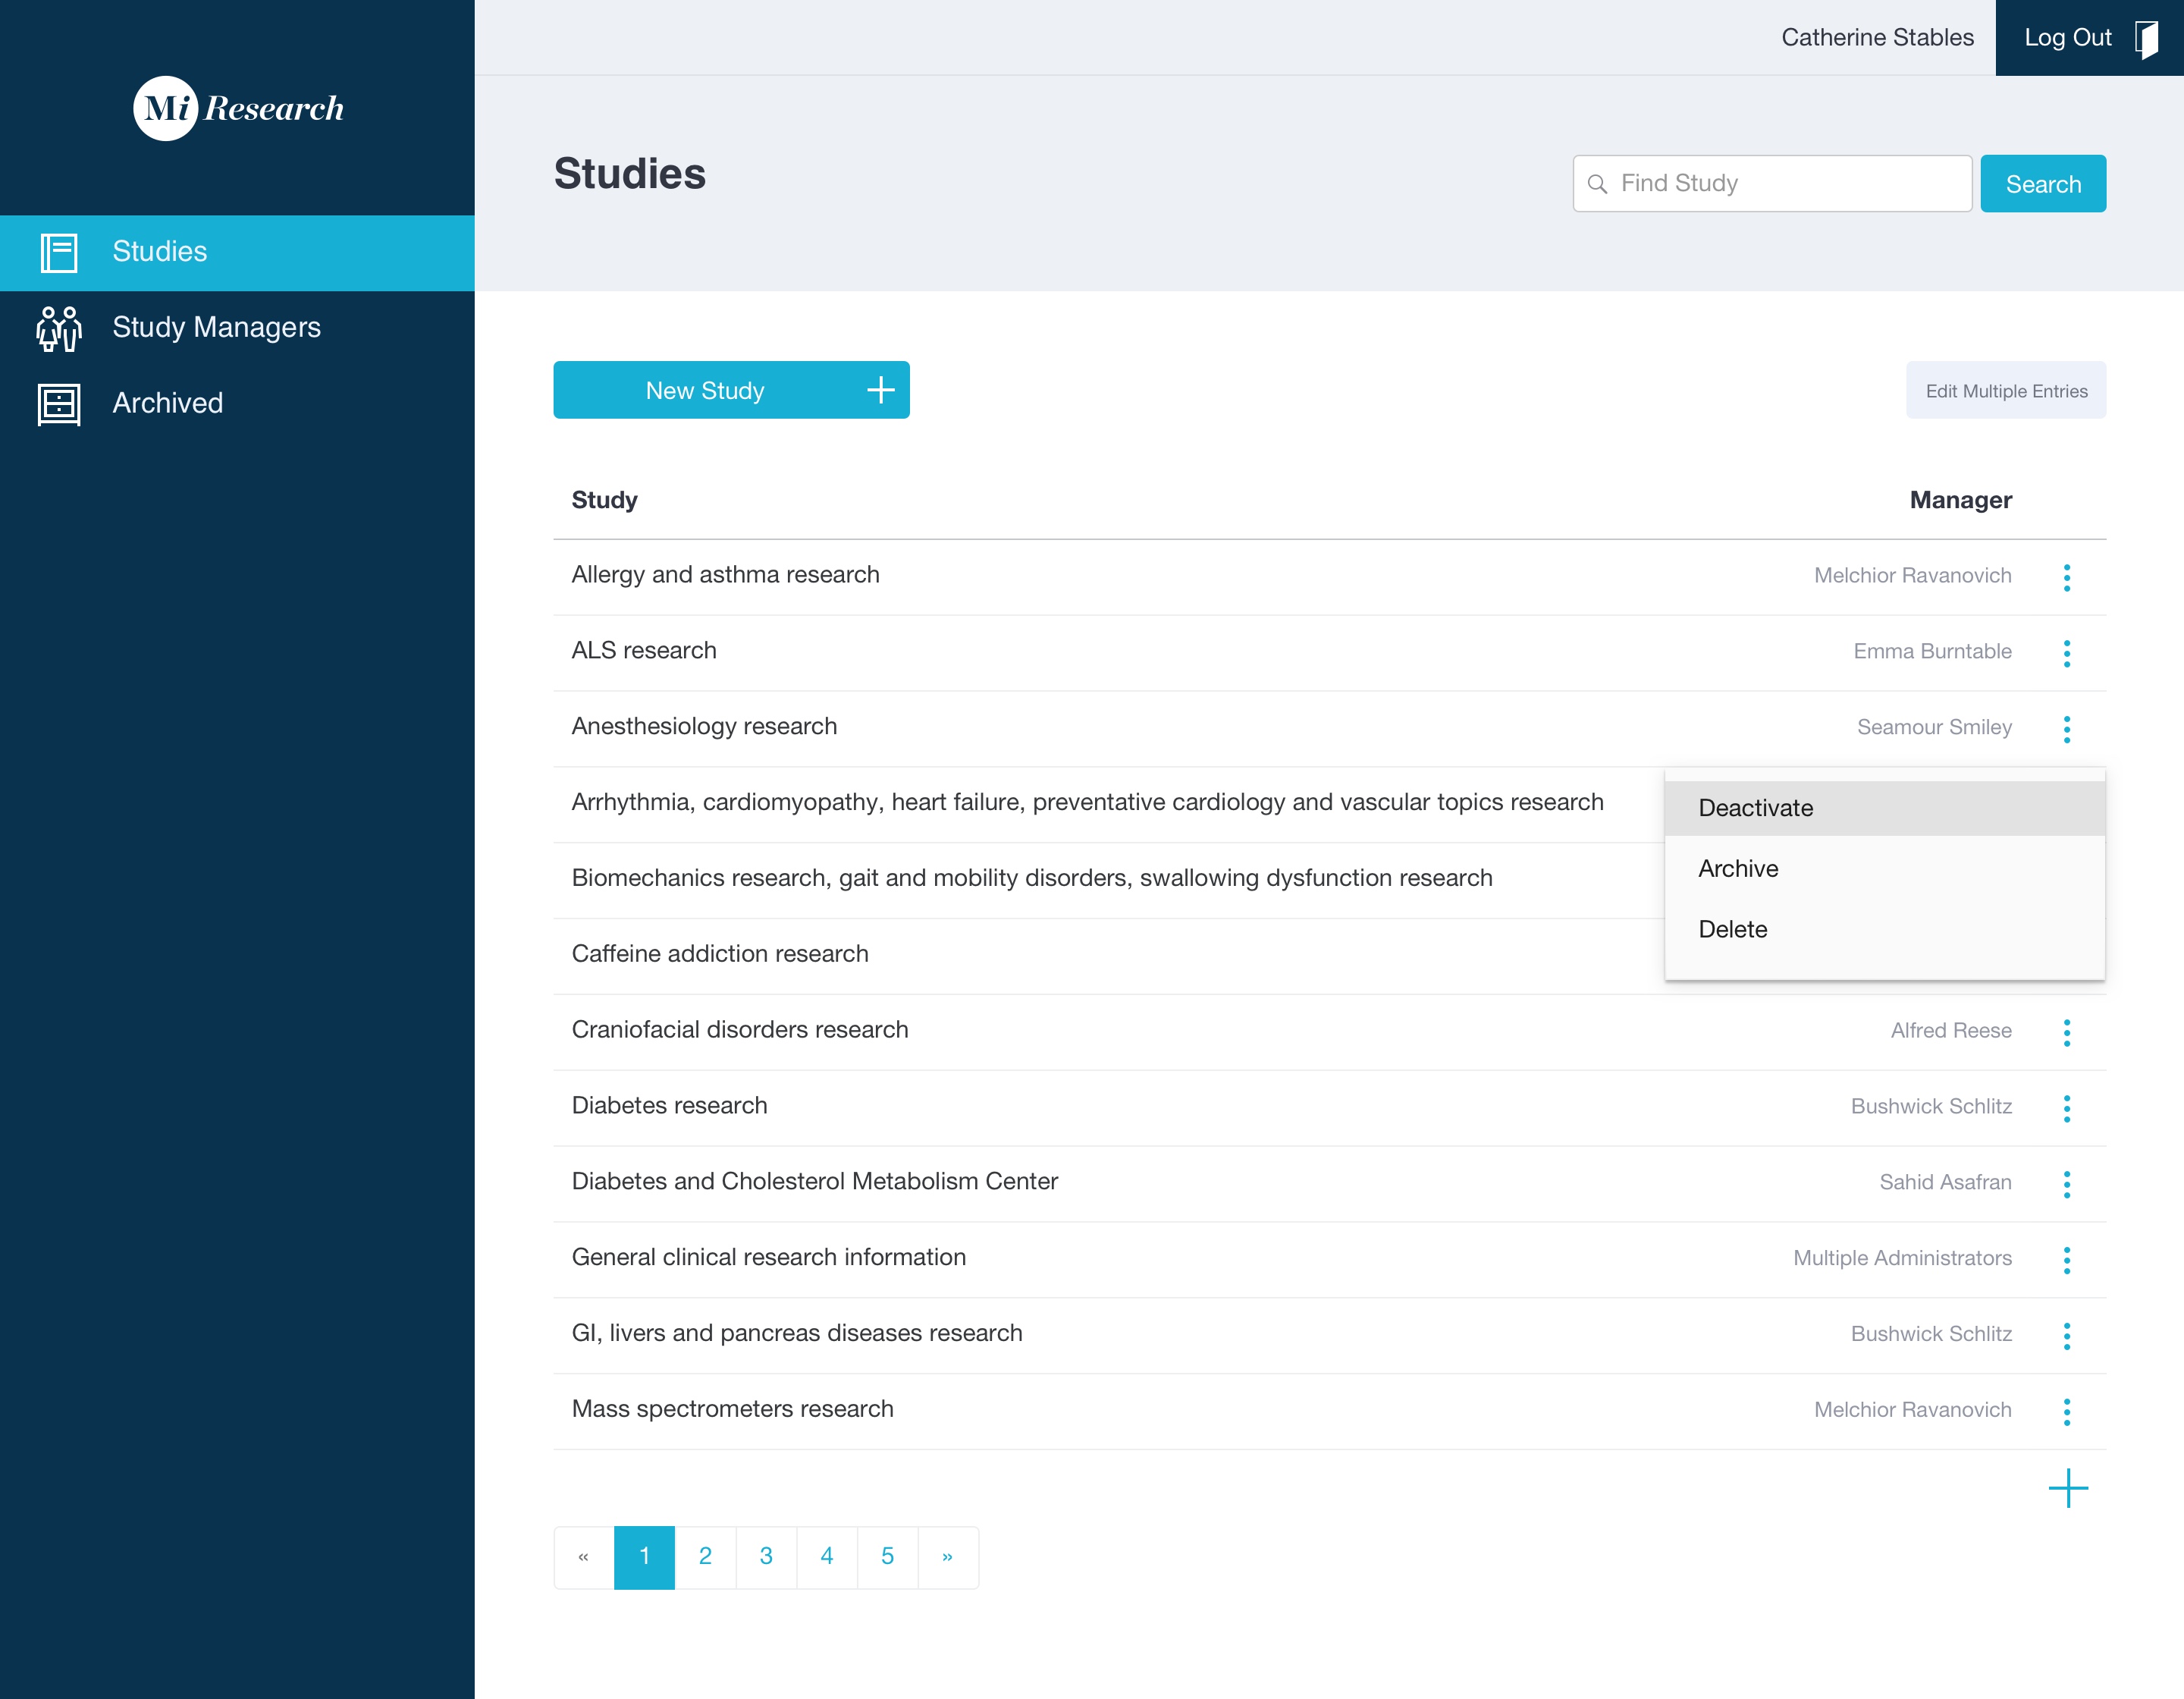 Catherine Stables
Log Out
Mi Research
Studies
Find Study
Search
Studies
Study Managers
Archived
New Study
Edit Multiple Entries
Study Manager
Allergy and asthma research Melchior Ravanovich
ALS research Emma Burntable
Anesthesiology research Seamour Smiley
Arrhythmia, cardiomyopathy, heart failure, preventative cardiology and vascular topics research
Biomechanics research, gait and mobility disorders, swallowing dysfunction research
Caffeine addiction research
Deactivate
Archive
Delete
Craniofacial disorders research Alfred Reese
Diabetes research Bushwick Schlitz
Diabetes and Cholesterol Metabolism Center Sahid Asafran
General clinical research information Multiple Administrators
GI, livers and pancreas diseases research Bushwick Schlitz
Mass spectrometers research Melchior Ravanovich
« 1 2 3 4 5 »